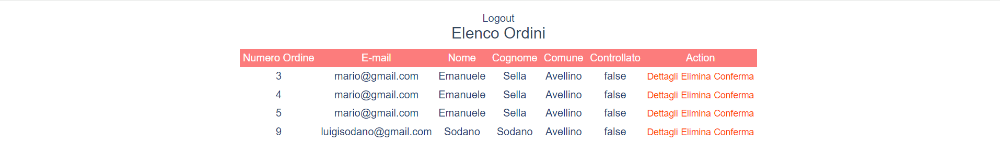 Logout
Elenco Ordini
Numero Ordine E-mail Nome Cognome Comune Controllato Action
3 mario@gmail.com Emanuele Sella Avellino false Dettagli Elimina Conferma
4 mario@gmail.com Emanuele Sella Avellino false Dettagli Elimina Conferma
5 mario@gmail.com Emanuele Sella Avellino false Dettagli Elimina Conferma
9 luigisodano@gmail.com Sodano Sodano Avellino false Dettagli Elimina Conferma